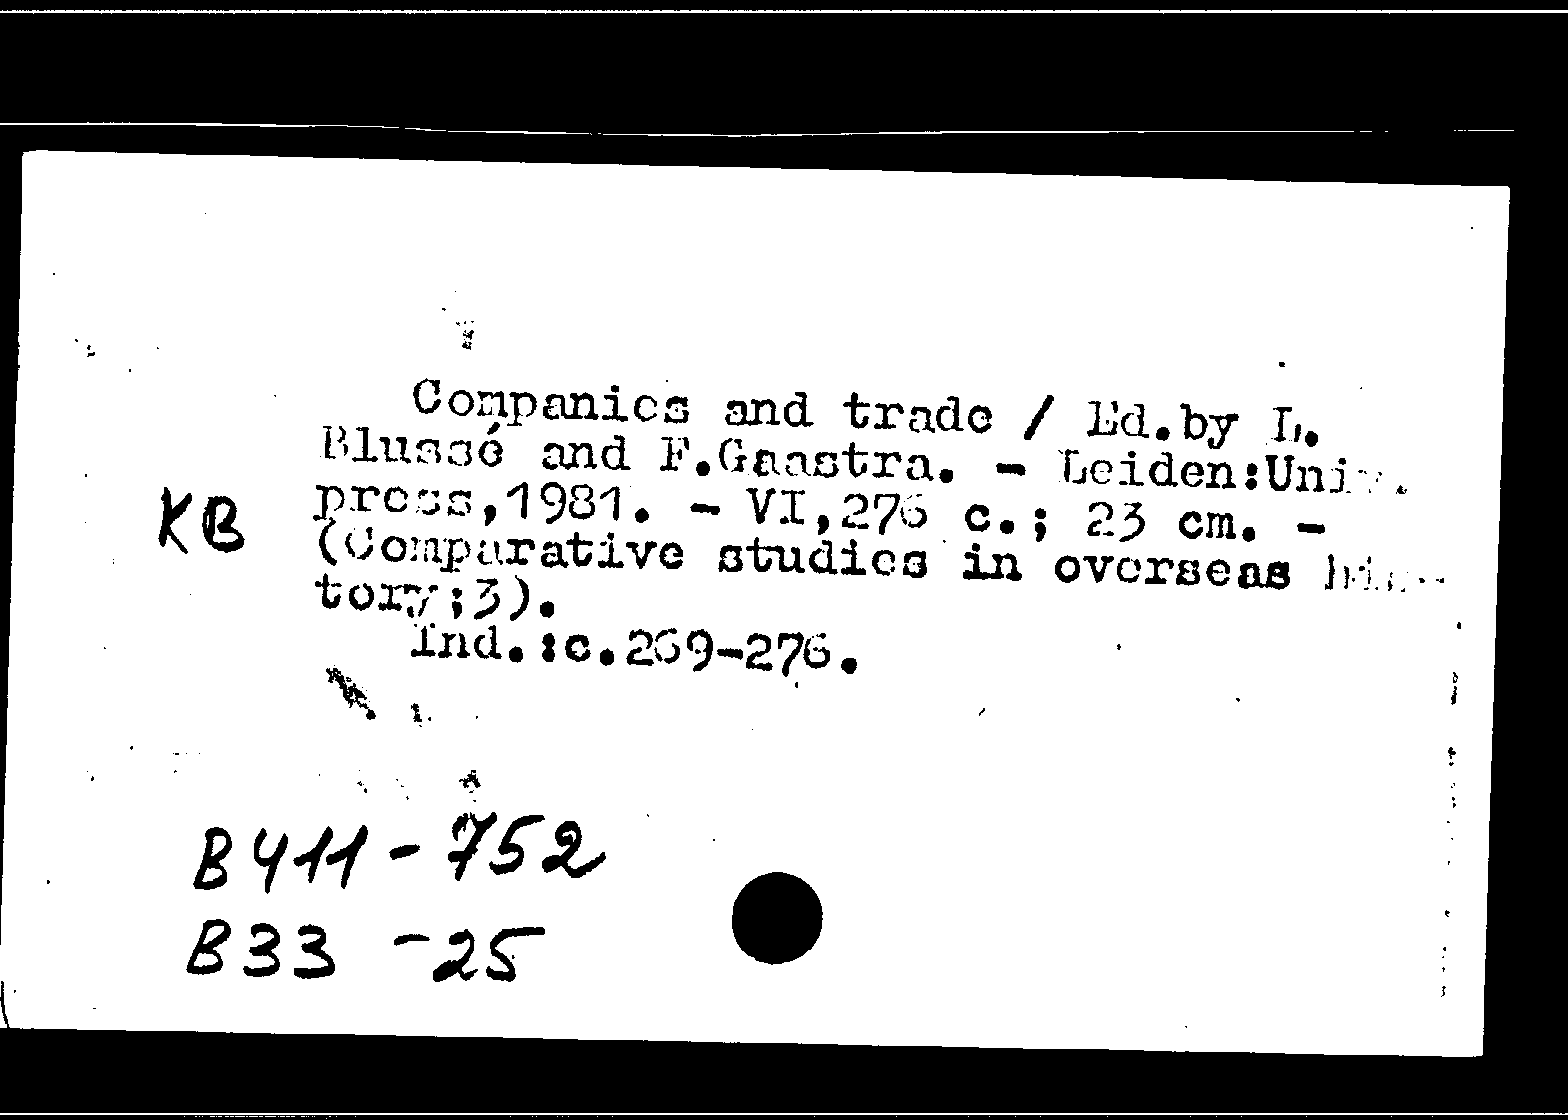 Companies and trade / Ed.by L.
Blussé and F.Gaastra. - Leiden:Univ.
KB press,1981. - VI,276 c.; 23 cm. -
(Comparative studies in overseas his-
tory;3).
Ind.:c.269-276.
B411-752
B33 -25